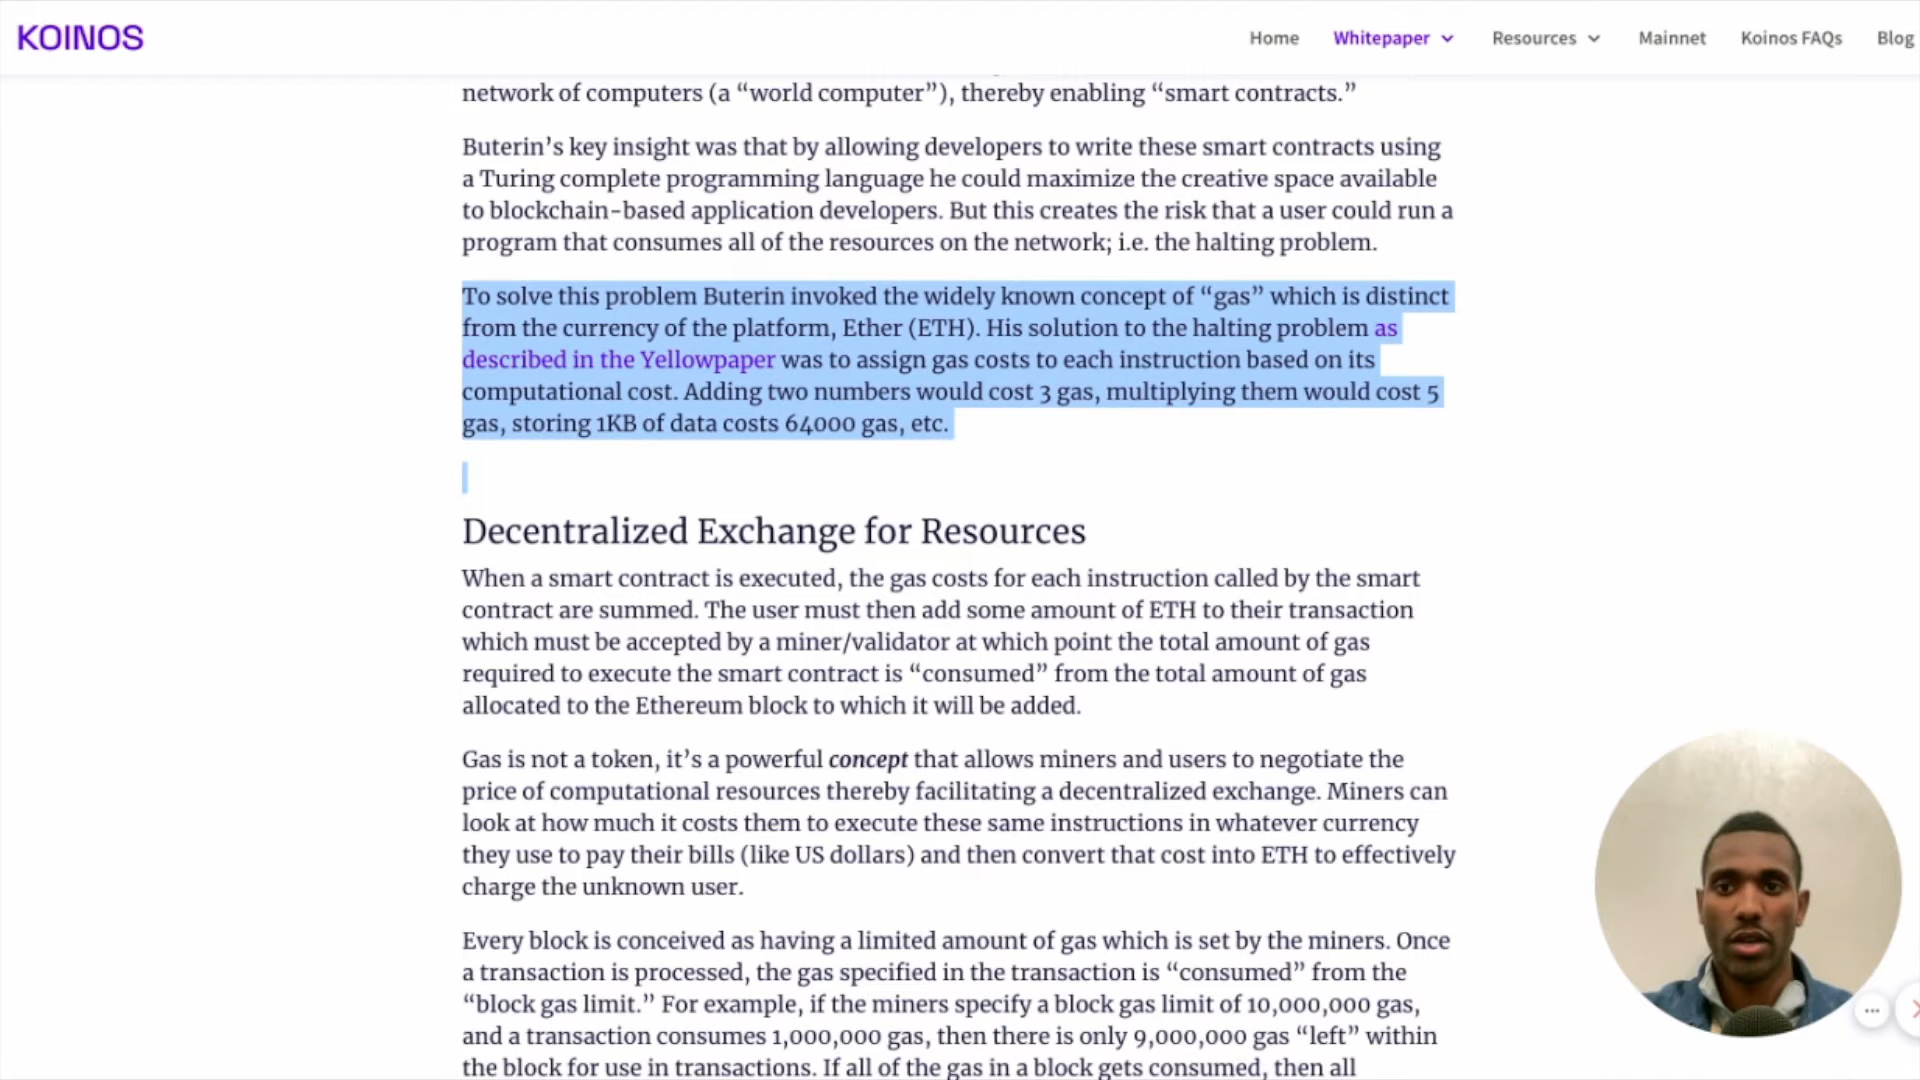 KOINOS
Home
Whitepaper
Resources
Mainnet
Koinos FAQs
Blog
network of computers (a “world computer”), thereby enabling “smart contracts.”
Buterin’s key insight was that by allowing developers to write these smart contracts using
a Turing complete programming language he could maximize the creative space available
to blockchain-based application developers. But this creates the risk that a user could run a
program that consumes all of the resources on the network; i.e. the halting problem.
To solve this problem Buterin invoked the widely known concept of “gas” which is distinct
from the currency of the platform, Ether (ETH). His solution to the halting problem as
described in the Yellowpaper was to assign gas costs to each instruction based on its
computational cost. Adding two numbers would cost 3 gas, multiplying them would cost 5
gas, storing 1KB of data costs 64000 gas, etc.
Decentralized Exchange for Resources
When a smart contract is executed, the gas costs for each instruction called by the smart
contract are summed. The user must then add some amount of ETH to their transaction
which must be accepted by a miner/validator at which point the total amount of gas
required to execute the smart contract is “consumed” from the total amount of gas
allocated to the Ethereum block to which it will be added.
Gas is not a token, it’s a powerful concept that allows miners and users to negotiate the
price of computational resources thereby facilitating a decentralized exchange. Miners can
look at how much it costs them to execute these same instructions in whatever currency
they use to pay their bills (like US dollars) and then convert that cost into ETH to effectively
charge the unknown user.
Every block is conceived as having a limited amount of gas which is set by the miners. Once
a transaction is processed, the gas specified in the transaction is “consumed” from the
“block gas limit.” For example, if the miners specify a block gas limit of 10,000,000 gas,
and a transaction consumes 1,000,000 gas, then there is only 9,000,000 gas “left” within
the block for use in transactions. If all of the gas in a block gets consumed, then all